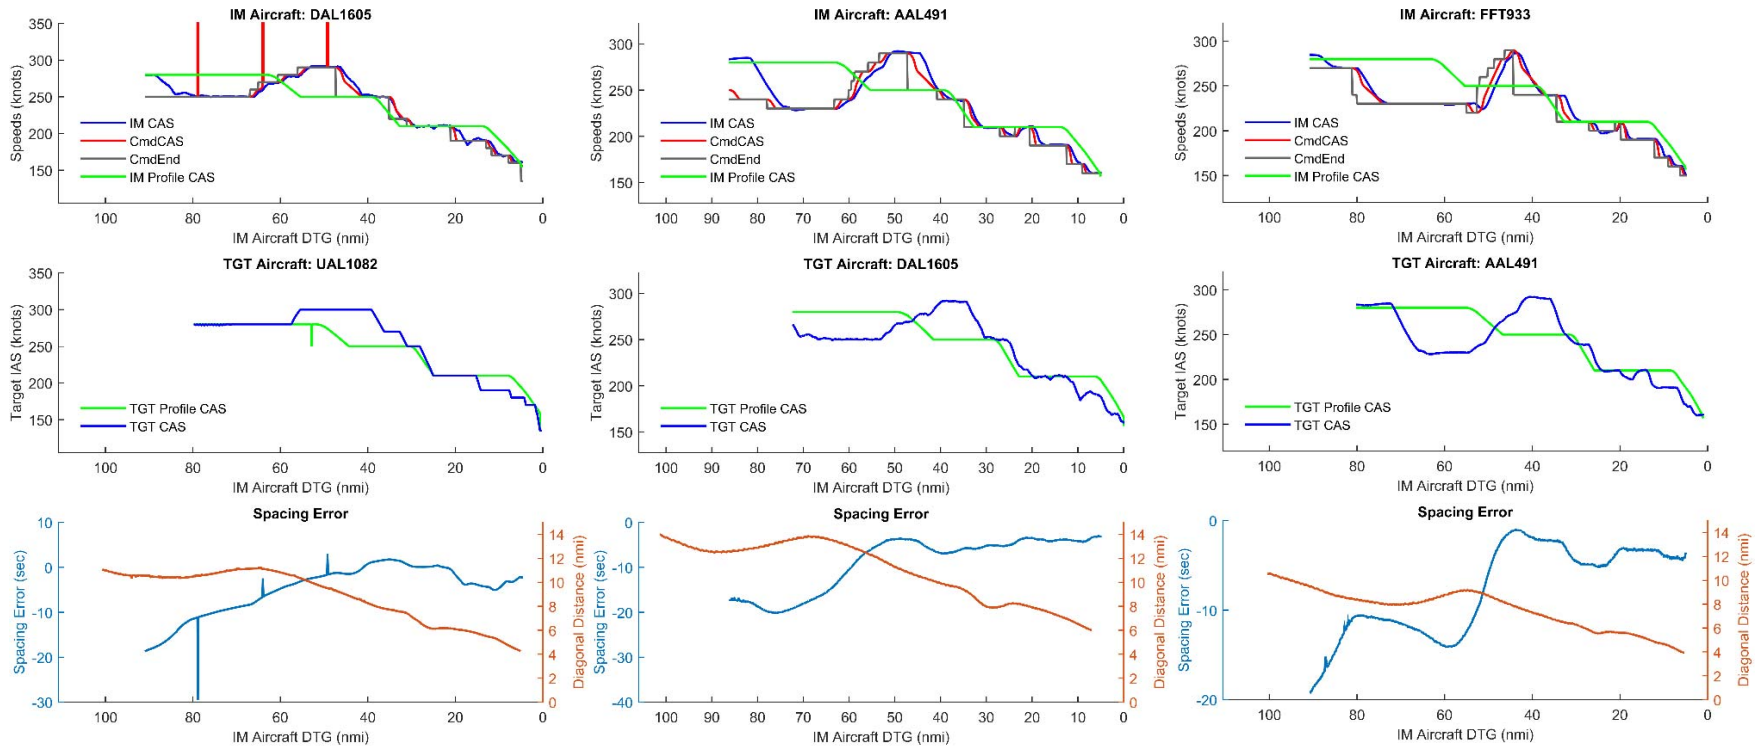 IM Aircraft: DAL1605
350
300
250
200
150
Speeds (knots)
IM CAS
CmdCAS
CmdEnd
IM Profile CAS
100 80 60 40 20 0
IM Aircraft DTG (nmi)
IM Aircraft: AAL491
300
250
200
150
Speeds (knots)
IM CAS
CmdCAS
CmdEnd
IM Profile CAS
100 90 80 70 60 50 40 30 20 10 0
IM Aircraft DTG (nmi)
IM Aircraft: FFT933
300
250
200
150
Speeds (knots)
IM CAS
CmdCAS
CmdEnd
IM Profile CAS
100 80 60 40 20 0
IM Aircraft DTG (nmi)
TGT Aircraft: UAL1082
350
300
250
200
150
Target IAS (knots)
TGT Profile CAS
TGT CAS
100 80 60 40 20 0
IM Aircraft DTG (nmi)
TGT Aircraft: DAL1605
300
250
200
150
Target IAS (knots)
TGT Profile CAS
TGT CAS
100 90 80 70 60 50 40 30 20 10 0
IM Aircraft DTG (nmi)
TGT Aircraft: AAL491
300
250
200
150
Target IAS (knots)
TGT Profile CAS
TGT CAS
100 80 60 40 20 0
IM Aircraft DTG (nmi)
Spacing Error
10
0
-10
-20
-30
Spacing Error (sec)
14
12
10
8
6
4
2
0
Diagonal Distance (nmi)
100 80 60 40 20 0
IM Aircraft DTG (nmi)
Spacing Error
0
-10
-20
-30
-40
Spacing Error (sec)
14
12
10
8
6
4
2
0
Diagonal Distance (nmi)
100 90 80 70 60 50 40 30 20 10 0
IM Aircraft DTG (nmi)
Spacing Error
0
-10
-20
Spacing Error (sec)
14
12
10
8
6
4
2
0
Diagonal Distance (nmi)
100 80 60 40 20 0
IM Aircraft DTG (nmi)